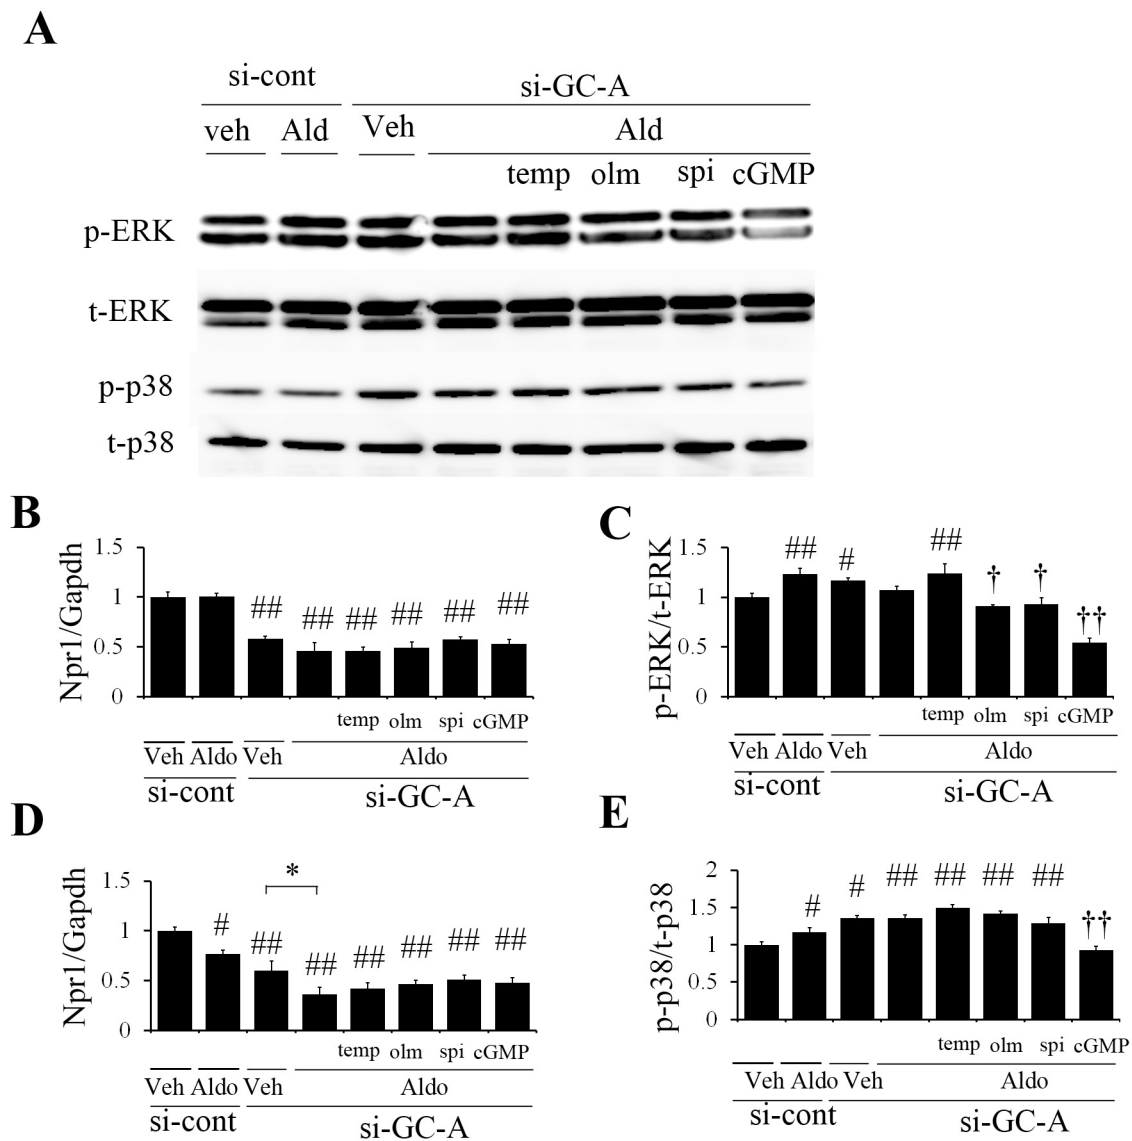 A
si-cont si-GC-A
veh Ald Veh Ald
temp olm spi cGMP
p-ERK
t-ERK
p-p38
t-p38
B
Npr1/Gapdh
1.5
1
0.5
0
## ## ## ## ## ##
temp olm spi cGMP
Veh Aldo Veh Aldo
si-cont si-GC-A
C
p-ERK/t-ERK
1.5
1
0.5
0
## # ## † † ††
temp olm spi cGMP
Veh Aldo Veh Aldo
si-cont si-GC-A
D
Npr1/Gapdh
1.5
1
0.5
0
*
# ## ## ## ## ## ##
temp olm spi cGMP
Veh Aldo Veh Aldo
si-cont si-GC-A
E
p-p38/t-p38
2
1.5
1
0.5
0
# # ## ## ## ## ††
temp olm spi cGMP
Veh Aldo Veh Aldo
si-cont si-GC-A